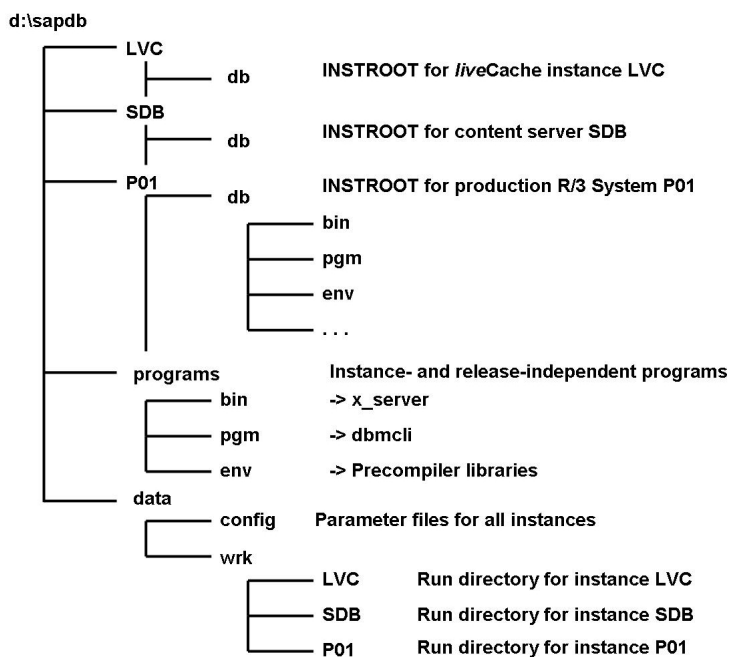 d:\sapdb
LVC
db INSTROOT for liveCache instance LVC
SDB
db INSTROOT for content server SDB
P01
db INSTROOT for production R/3 System P01
bin
pgm
env
. . .
programs Instance- and release-independent programs
bin -> x_server
pgm -> dbmcli
env -> Precompiler libraries
data
config Parameter files for all instances
wrk
LVC Run directory for instance LVC
SDB Run directory for instance SDB
P01 Run directory for instance P01